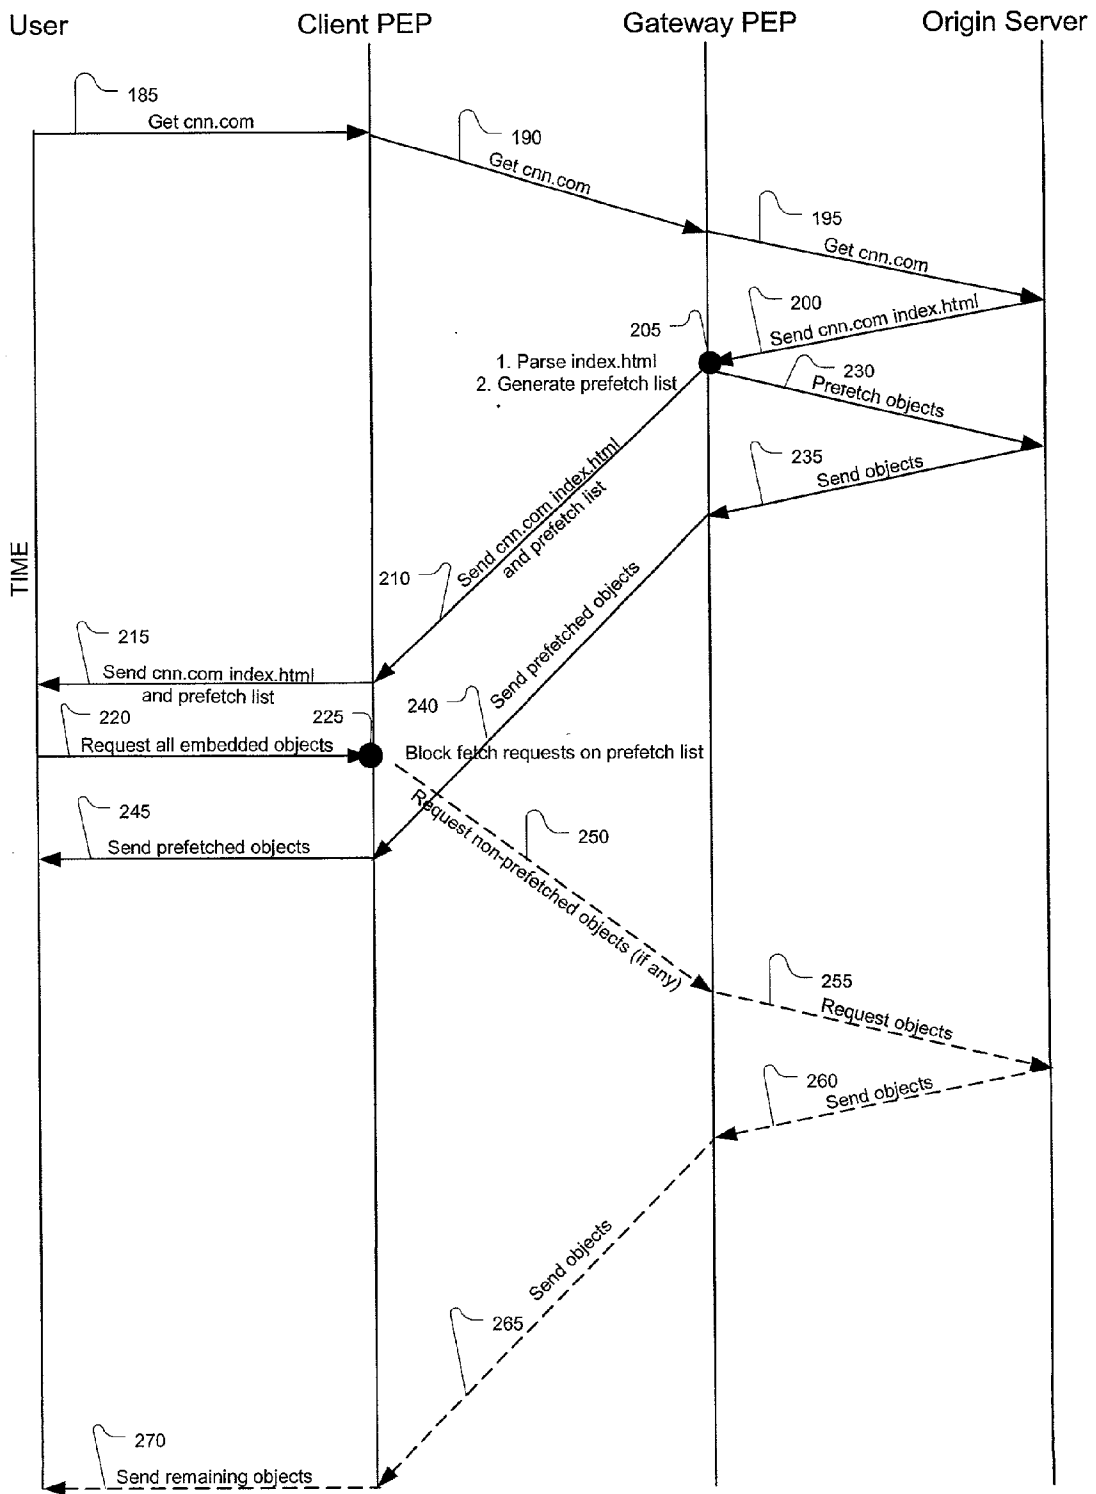 User
Client PEP
Gateway PEP
Origin Server
185
Get cnn.com
190
Get cnn.com
195
Get cnn.com
200
Send cnn.com index.html
205
1. Parse index.html
2. Generate prefetch list
230
Prefetch objects
235
Send objects
TIME
210
Send cnn.com index.html
and prefetch list
215
Send cnn.com index.html
and prefetch list
220
Request all embedded objects
225
240
Send prefetched objects
Block fetch requests on prefetch list
245
Send prefetched objects
250
Request non-prefetched objects (if any)
255
Request objects
260
Send objects
265
Send objects
270
Send remaining objects